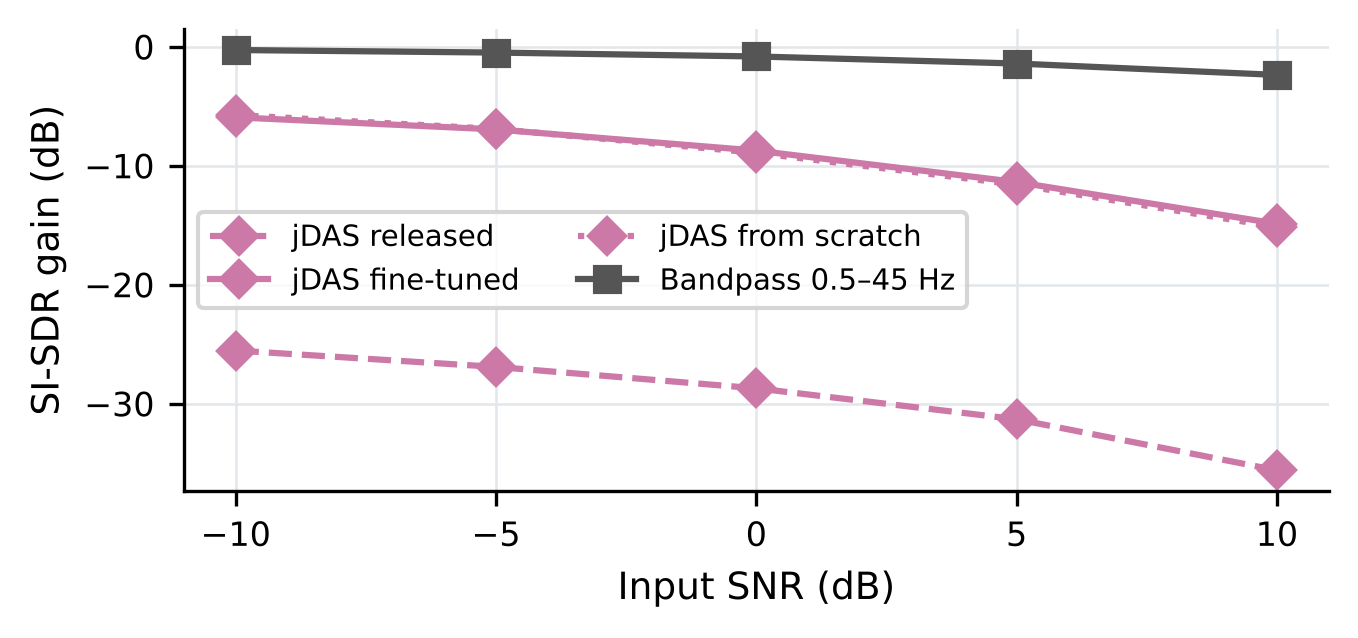 0
−10
−20
−30
SI-SDR gain (dB)
jDAS released
jDAS fine-tuned
jDAS from scratch
Bandpass 0.5–45 Hz
−10 −5 0 5 10
Input SNR (dB)